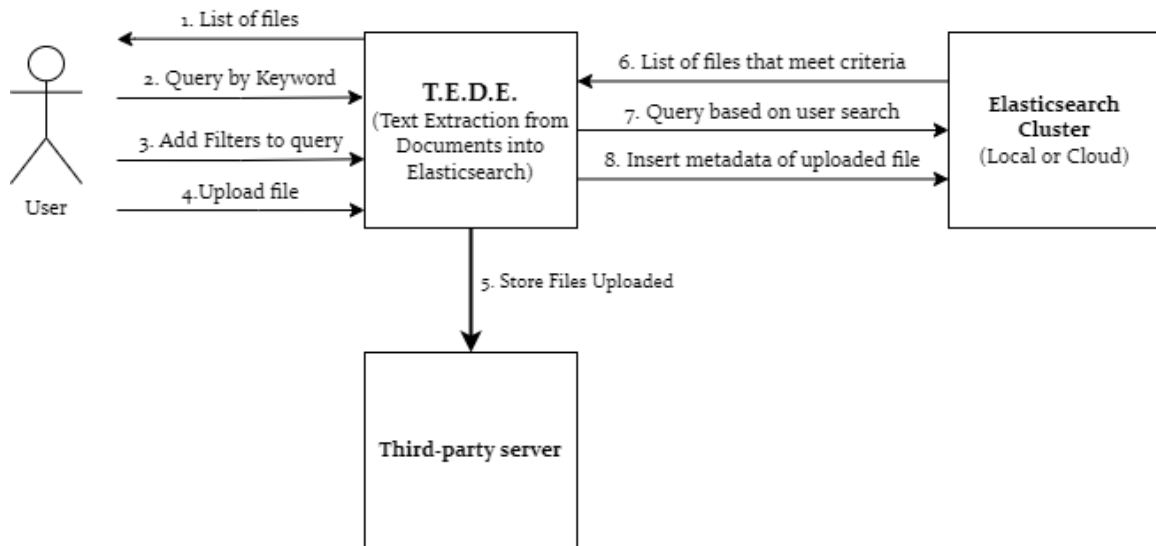 1. List of files
2. Query by Keyword
3. Add Filters to query
4.Upload file
User
T.E.D.E.
(Text Extraction from
Documents into
Elasticsearch)
6. List of files that meet criteria
7. Query based on user search
8. Insert metadata of uploaded file
Elasticsearch
Cluster
(Local or Cloud)
5. Store Files Uploaded
Third-party server